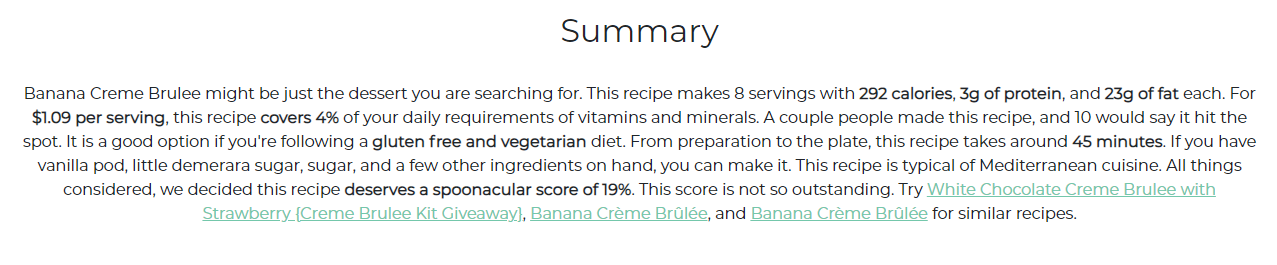 Summary
Banana Creme Brulee might be just the dessert you are searching for. This recipe makes 8 servings with 292 calories, 3g of protein, and 23g of fat each. For
$1.09 per serving, this recipe covers 4% of your daily requirements of vitamins and minerals. A couple people made this recipe, and 10 would say it hit the
spot. It is a good option if you're following a gluten free and vegetarian diet. From preparation to the plate, this recipe takes around 45 minutes. If you have
vanilla pod, little demerara sugar, sugar, and a few other ingredients on hand, you can make it. This recipe is typical of Mediterranean cuisine. All things
considered, we decided this recipe deserves a spoonacular score of 19%. This score is not so outstanding. Try White Chocolate Creme Brulee with
Strawberry {Creme Brulee Kit Giveaway}, Banana Crème Brûlée, and Banana Crème Brûlée for similar recipes.